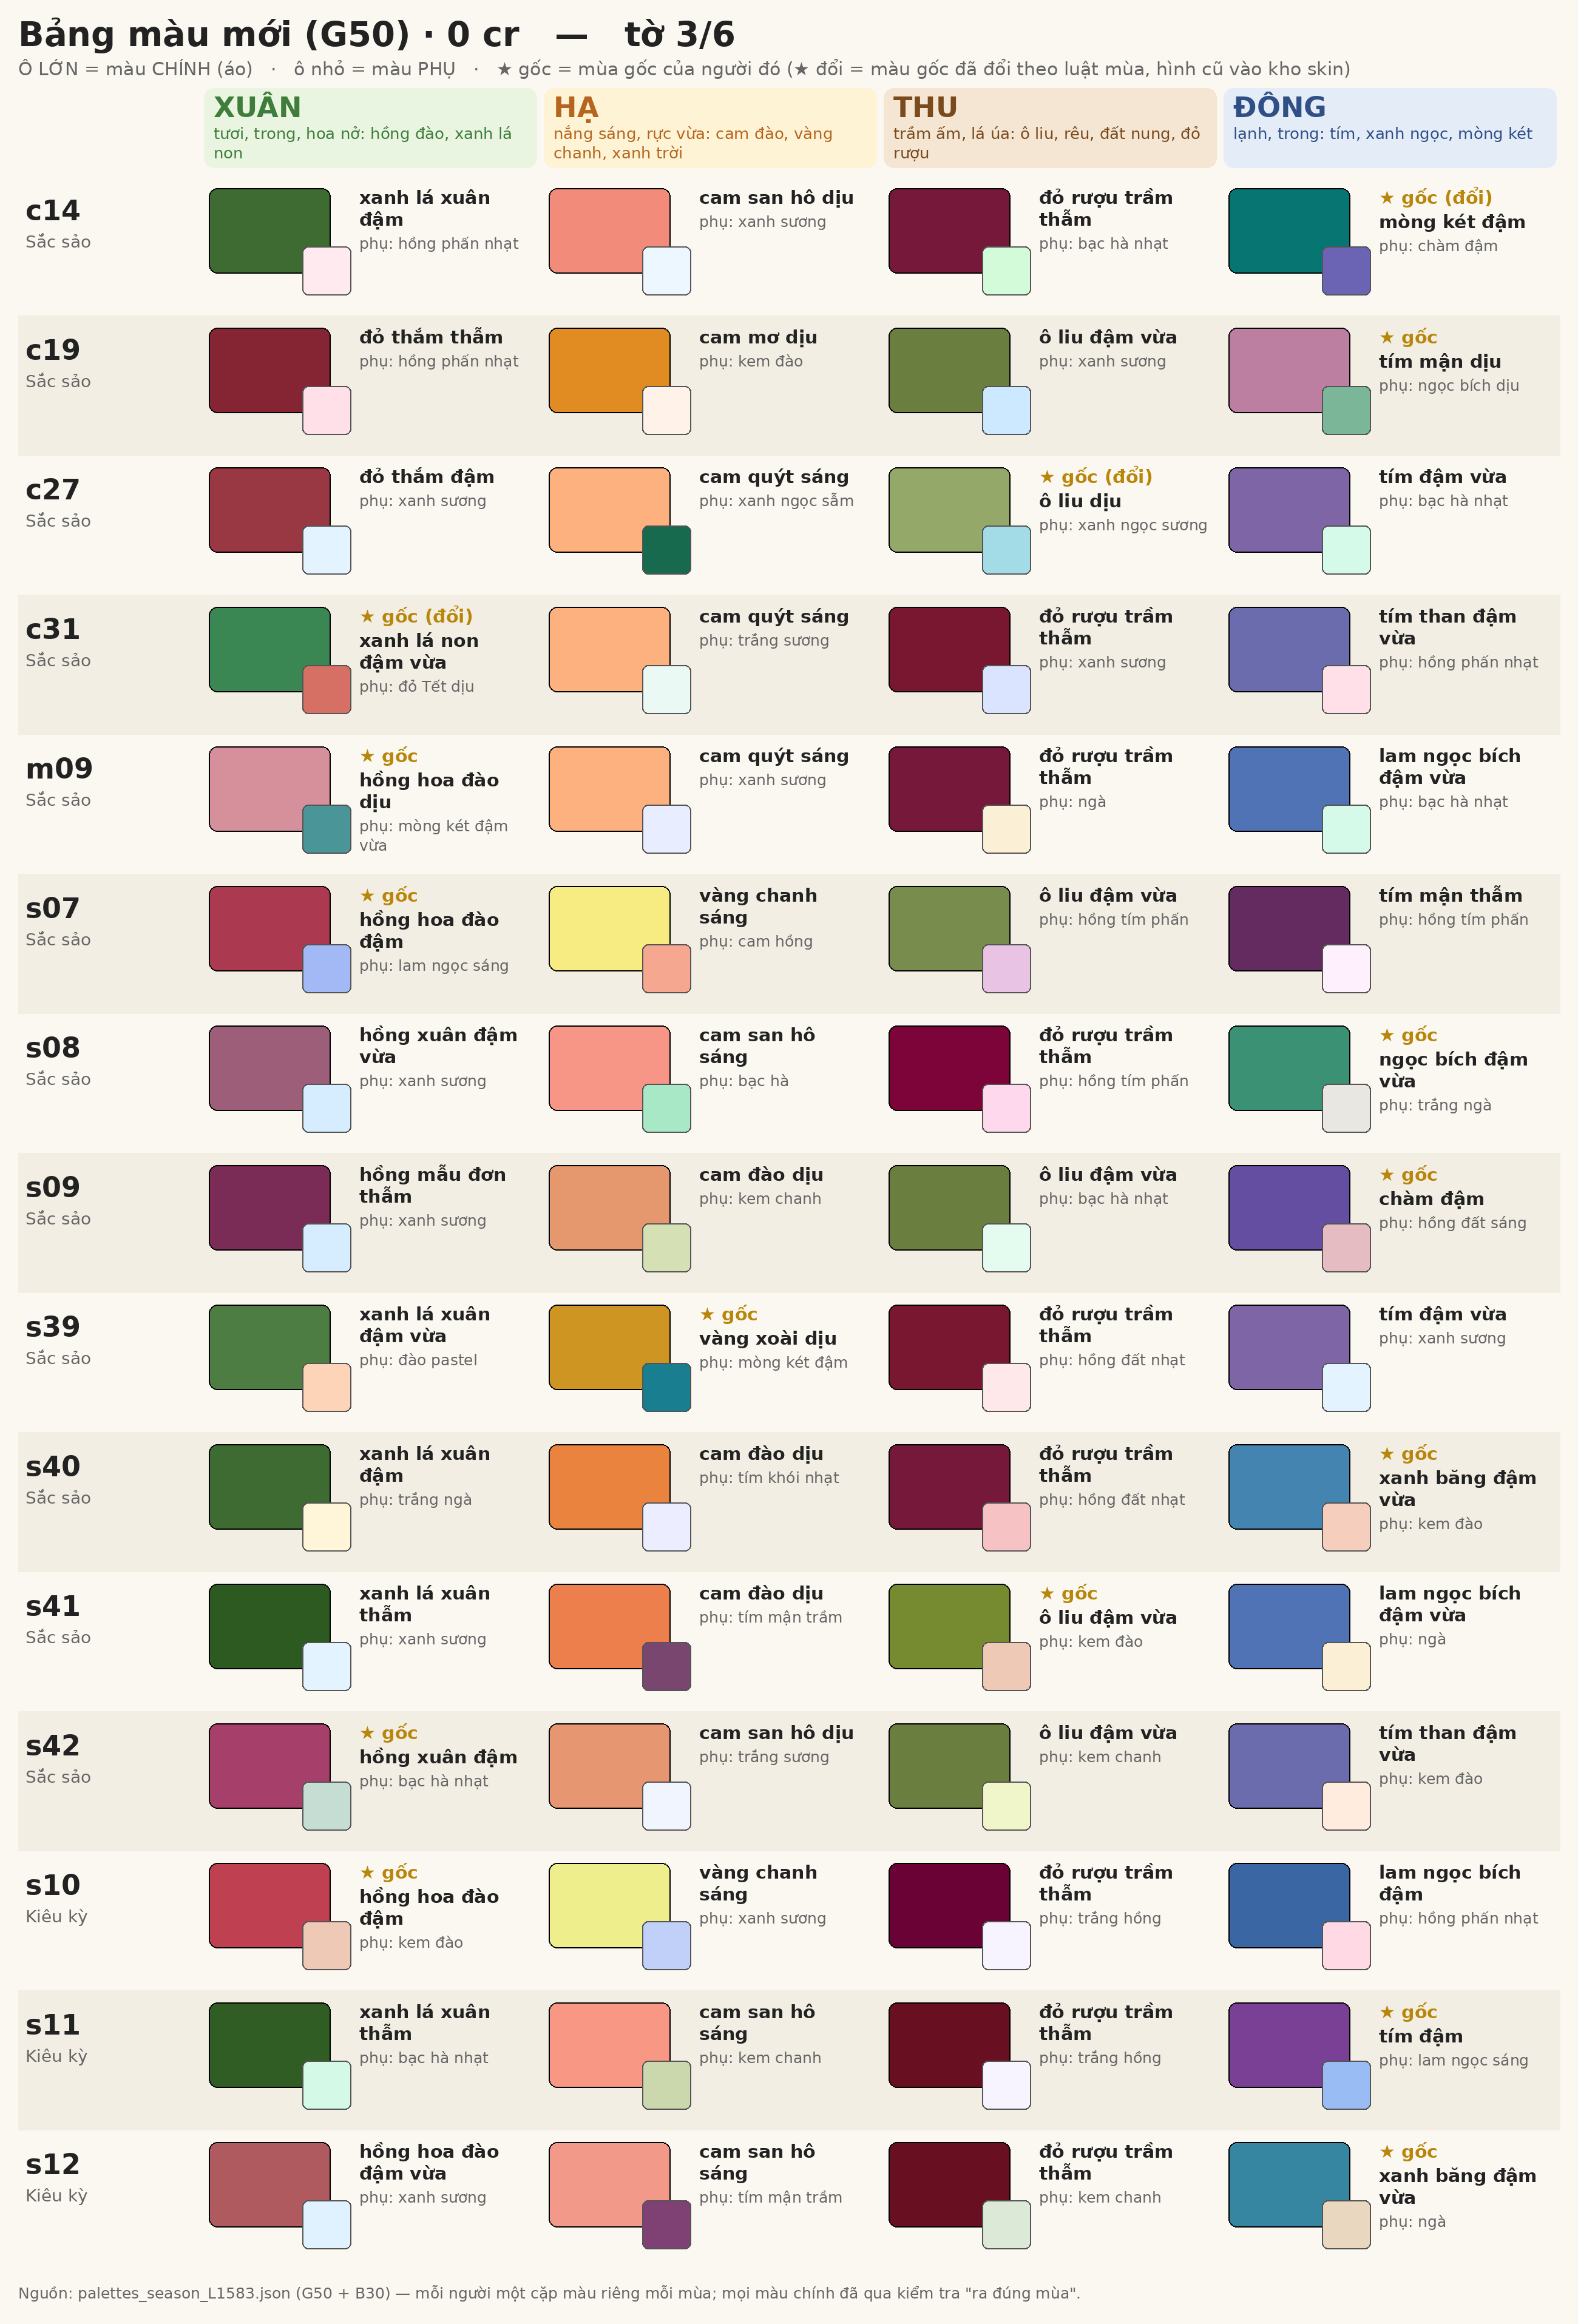 Bảng màu mới (G50) · 0 cr — tờ 3/6
Ô LỚN = màu CHÍNH (áo) · ô nhỏ = màu PHỤ · ★ gốc = mùa gốc của người đó (★ đổi = màu gốc đã đổi theo luật mùa, hình cũ vào kho skin)
XUÂN
tươi, trong, hoa nở: hồng đào, xanh lá
non
HẠ
nắng sáng, rực vừa: cam đào, vàng
chanh, xanh trời
THU
trầm ấm, lá úa: ô liu, rêu, đất nung, đỏ
rượu
ĐÔNG
lạnh, trong: tím, xanh ngọc, mòng két
c14
Sắc sảo
xanh lá xuân
đậm
phụ: hồng phấn nhạt
cam san hô dịu
phụ: xanh sương
đỏ rượu trầm
thẫm
phụ: bạc hà nhạt
★ gốc (đổi)
mòng két đậm
phụ: chàm đậm
c19
Sắc sảo
đỏ thắm thẫm
phụ: hồng phấn nhạt
cam mơ dịu
phụ: kem đào
ô liu đậm vừa
phụ: xanh sương
★ gốc
tím mận dịu
phụ: ngọc bích dịu
c27
Sắc sảo
đỏ thắm đậm
phụ: xanh sương
cam quýt sáng
phụ: xanh ngọc sẫm
★ gốc (đổi)
ô liu dịu
phụ: xanh ngọc sương
tím đậm vừa
phụ: bạc hà nhạt
c31
Sắc sảo
★ gốc (đổi)
xanh lá non
đậm vừa
phụ: đỏ Tết dịu
cam quýt sáng
phụ: trắng sương
đỏ rượu trầm
thẫm
phụ: xanh sương
tím than đậm
vừa
phụ: hồng phấn nhạt
m09
Sắc sảo
★ gốc
hồng hoa đào
dịu
phụ: mòng két đậm
vừa
cam quýt sáng
phụ: xanh sương
đỏ rượu trầm
thẫm
phụ: ngà
lam ngọc bích
đậm vừa
phụ: bạc hà nhạt
s07
Sắc sảo
★ gốc
hồng hoa đào
đậm
phụ: lam ngọc sáng
vàng chanh
sáng
phụ: cam hồng
ô liu đậm vừa
phụ: hồng tím phấn
tím mận thẫm
phụ: hồng tím phấn
s08
Sắc sảo
hồng xuân đậm
vừa
phụ: xanh sương
cam san hô
sáng
phụ: bạc hà
đỏ rượu trầm
thẫm
phụ: hồng tím phấn
★ gốc
ngọc bích đậm
vừa
phụ: trắng ngà
s09
Sắc sảo
hồng mẫu đơn
thẫm
phụ: xanh sương
cam đào dịu
phụ: kem chanh
ô liu đậm vừa
phụ: bạc hà nhạt
★ gốc
chàm đậm
phụ: hồng đất sáng
s39
Sắc sảo
xanh lá xuân
đậm vừa
phụ: đào pastel
★ gốc
vàng xoài dịu
phụ: mòng két đậm
đỏ rượu trầm
thẫm
phụ: hồng đất nhạt
tím đậm vừa
phụ: xanh sương
s40
Sắc sảo
xanh lá xuân
đậm
phụ: trắng ngà
cam đào dịu
phụ: tím khói nhạt
đỏ rượu trầm
thẫm
phụ: hồng đất nhạt
★ gốc
xanh băng đậm
vừa
phụ: kem đào
s41
Sắc sảo
xanh lá xuân
thẫm
phụ: xanh sương
cam đào dịu
phụ: tím mận trầm
★ gốc
ô liu đậm vừa
phụ: kem đào
lam ngọc bích
đậm vừa
phụ: ngà
s42
Sắc sảo
★ gốc
hồng xuân đậm
phụ: bạc hà nhạt
cam san hô dịu
phụ: trắng sương
ô liu đậm vừa
phụ: kem chanh
tím than đậm
vừa
phụ: kem đào
s10
Kiêu kỳ
★ gốc
hồng hoa đào
đậm
phụ: kem đào
vàng chanh
sáng
phụ: xanh sương
đỏ rượu trầm
thẫm
phụ: trắng hồng
lam ngọc bích
đậm
phụ: hồng phấn nhạt
s11
Kiêu kỳ
xanh lá xuân
thẫm
phụ: bạc hà nhạt
cam san hô
sáng
phụ: kem chanh
đỏ rượu trầm
thẫm
phụ: trắng hồng
★ gốc
tím đậm
phụ: lam ngọc sáng
s12
Kiêu kỳ
hồng hoa đào
đậm vừa
phụ: xanh sương
cam san hô
sáng
phụ: tím mận trầm
đỏ rượu trầm
thẫm
phụ: kem chanh
★ gốc
xanh băng đậm
vừa
phụ: ngà
Nguồn: palettes_season_L1583.json (G50 + B30) — mỗi người một cặp màu riêng mỗi mùa; mọi màu chính đã qua kiểm tra "ra đúng mùa".